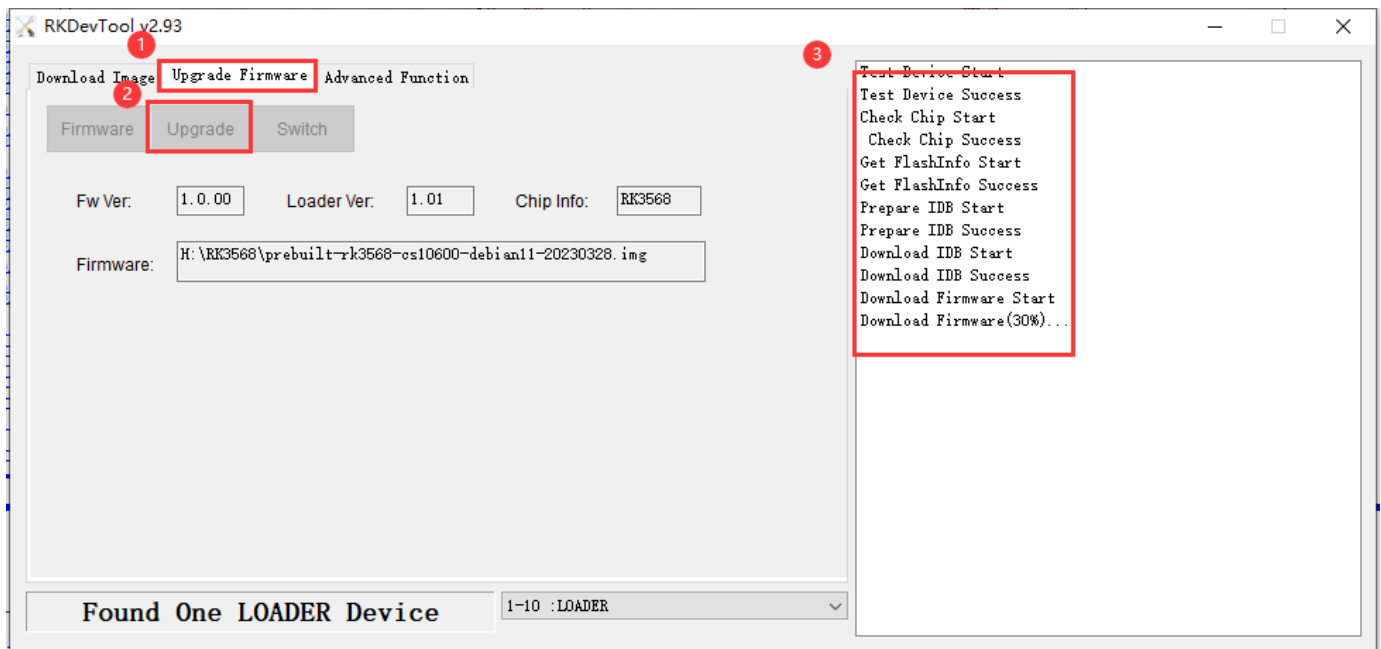 RKDevTool v2.93
1
3
Download Image Upgrade Firmware Advanced Function
2
Firmware Upgrade Switch
Fw Ver: 1.0.00 Loader Ver: 1.01 Chip Info: RK3568
Firmware: H:\RK3568\prebuilt-rk3568-cs10600-debian11-20230328.img
Found One LOADER Device
1-10 :LOADER
Test Device Start
Test Device Success
Check Chip Start
Check Chip Success
Get FlashInfo Start
Get FlashInfo Success
Prepare IDB Start
Prepare IDB Success
Download IDB Start
Download IDB Success
Download Firmware Start
Download Firmware(30%)...